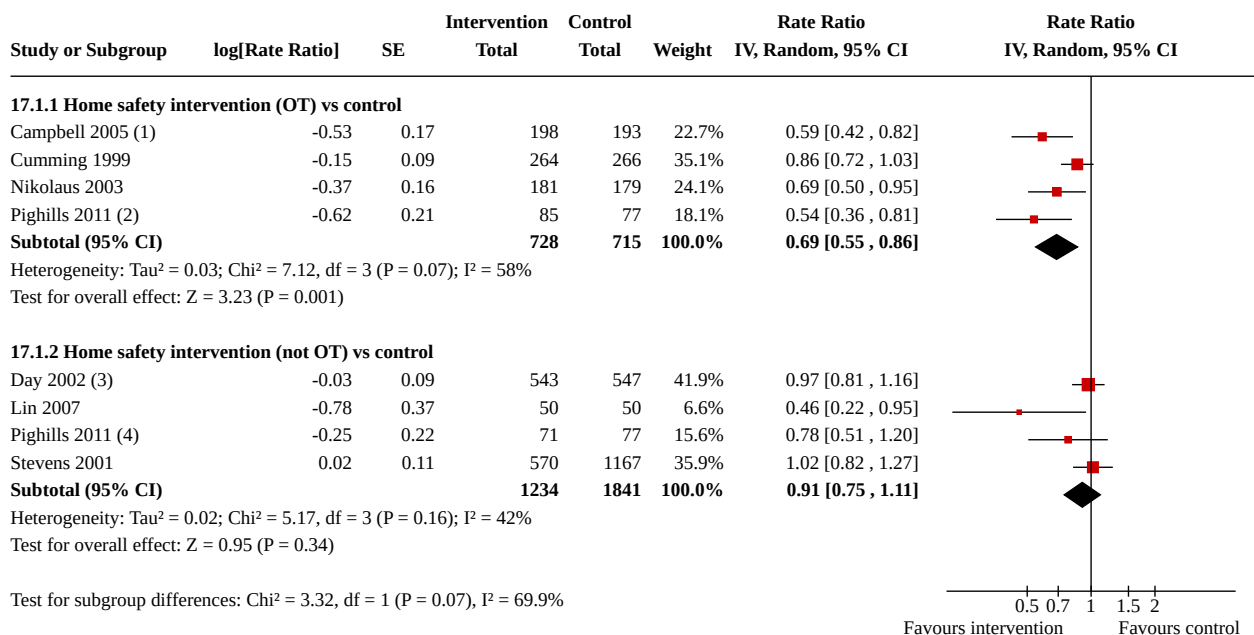 Intervention Control Rate Ratio Rate Ratio
Study or Subgroup log[Rate Ratio] SE Total Total Weight IV, Random, 95% CI IV, Random, 95% CI
17.1.1 Home safety intervention (OT) vs control
Campbell 2005 (1) -0.53 0.17 198 193 22.7% 0.59 [0.42 , 0.82]
Cumming 1999 -0.15 0.09 264 266 35.1% 0.86 [0.72 , 1.03]
Nikolaus 2003 -0.37 0.16 181 179 24.1% 0.69 [0.50 , 0.95]
Pighills 2011 (2) -0.62 0.21 85 77 18.1% 0.54 [0.36 , 0.81]
Subtotal (95% CI) 728 715 100.0% 0.69 [0.55 , 0.86]
Heterogeneity: Tau² = 0.03; Chi² = 7.12, df = 3 (P = 0.07); I² = 58%
Test for overall effect: Z = 3.23 (P = 0.001)
17.1.2 Home safety intervention (not OT) vs control
Day 2002 (3) -0.03 0.09 543 547 41.9% 0.97 [0.81 , 1.16]
Lin 2007 -0.78 0.37 50 50 6.6% 0.46 [0.22 , 0.95]
Pighills 2011 (4) -0.25 0.22 71 77 15.6% 0.78 [0.51 , 1.20]
Stevens 2001 0.02 0.11 570 1167 35.9% 1.02 [0.82 , 1.27]
Subtotal (95% CI) 1234 1841 100.0% 0.91 [0.75 , 1.11]
Heterogeneity: Tau² = 0.02; Chi² = 5.17, df = 3 (P = 0.16); I² = 42%
Test for overall effect: Z = 0.95 (P = 0.34)
Test for subgroup differences: Chi² = 3.32, df = 1 (P = 0.07), I² = 69.9%
0.5 0.7 1 1.5 2
Favours intervention Favours control